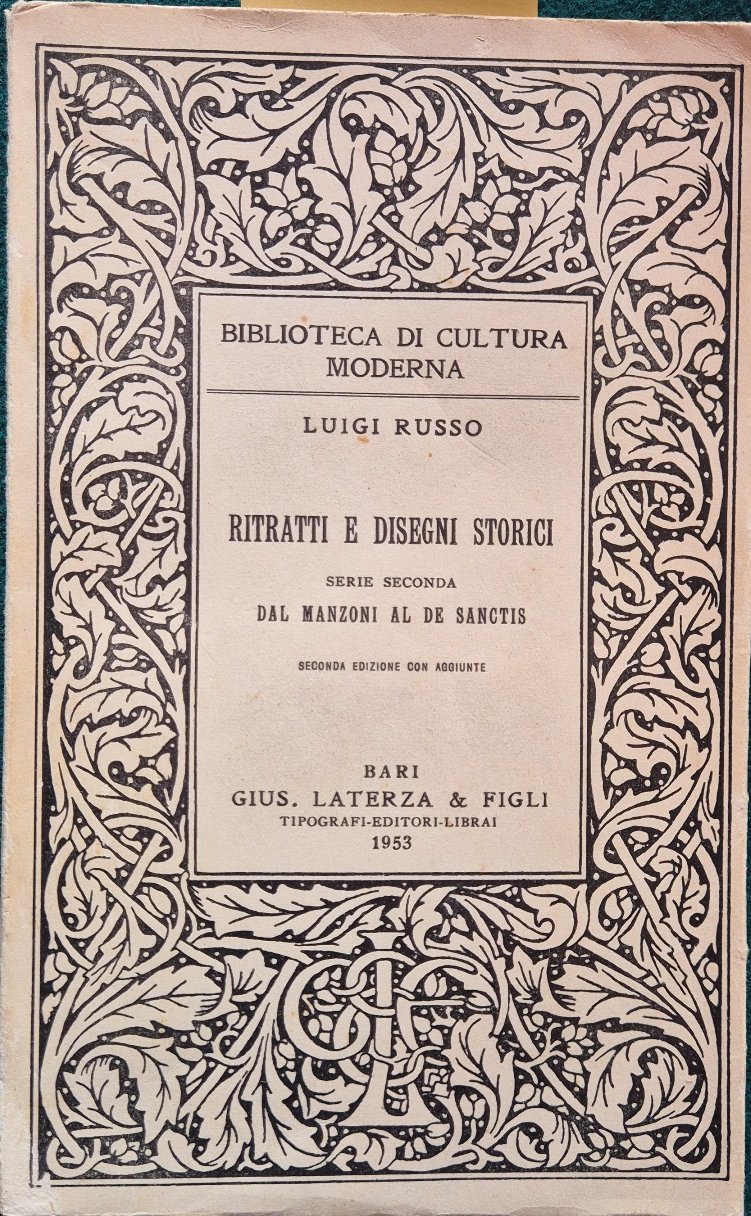 BIBLIOTECA DI CULTURA
MODERNA
LUIGI RUSSO
RITRATTI E DISEGNI STORICI
SERIE SECONDA
DAL MANZONI AL DE SANCTIS
SECONDA EDIZIONE CON AGGIUNTE
BARI
GIUS. LATERZA & FIGLI
TIPOGRAFI-EDITORI-LIBRAI
1953